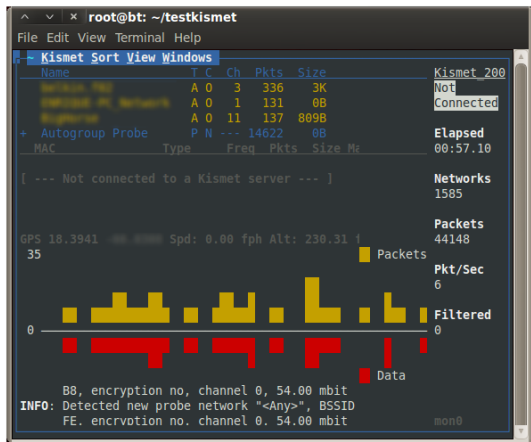 root@bt: ~/testkismet
File Edit View Terminal Help
~ Kismet Sort View Windows
Name T C Ch Pkts Size
Kismet_200
A O 3 336 3K
Not
A O 1 131 0B
Connected
A O 11 137 809B
+ Autogroup Probe P N --- 14622 0B
Elapsed
MAC Type Freq Pkts Size Ma
00:57.10
[ --- Not connected to a Kismet server --- ]
Networks
1585
Packets
44148
GPS 18.3941 Spd: 0.00 fph Alt: 230.31 f
35
Packets
Pkt/Sec
6
Filtered
0
0
Data
B8, encryption no, channel 0, 54.00 mbit
INFO: Detected new probe network "<Any>", BSSID
FE, encryption no, channel 0, 54.00 mbit
mon0